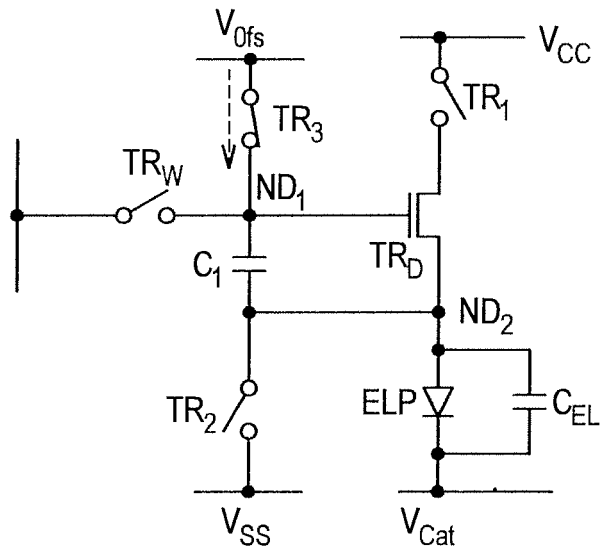 V0fs
VCC
TR3
TR1
TRW
ND1
C1
TRD
ND2
TR2
ELP
CEL
VSS
VCat